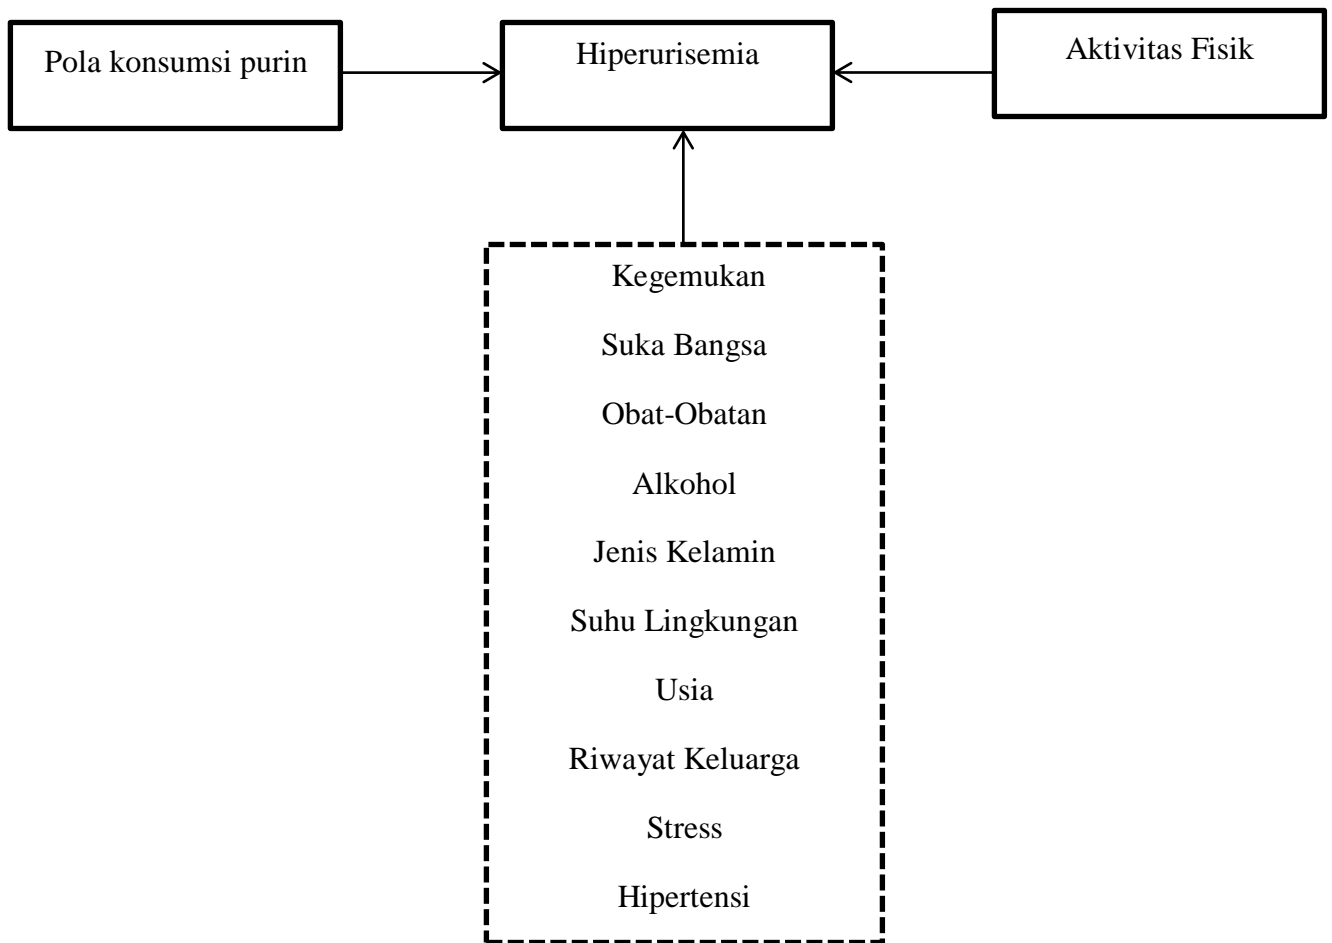 Pola konsumsi purin
Hiperurisemia
Aktivitas Fisik
Kegemukan
Suka Bangsa
Obat-Obatan
Alkohol
Jenis Kelamin
Suhu Lingkungan
Usia
Riwayat Keluarga
Stress
Hipertensi